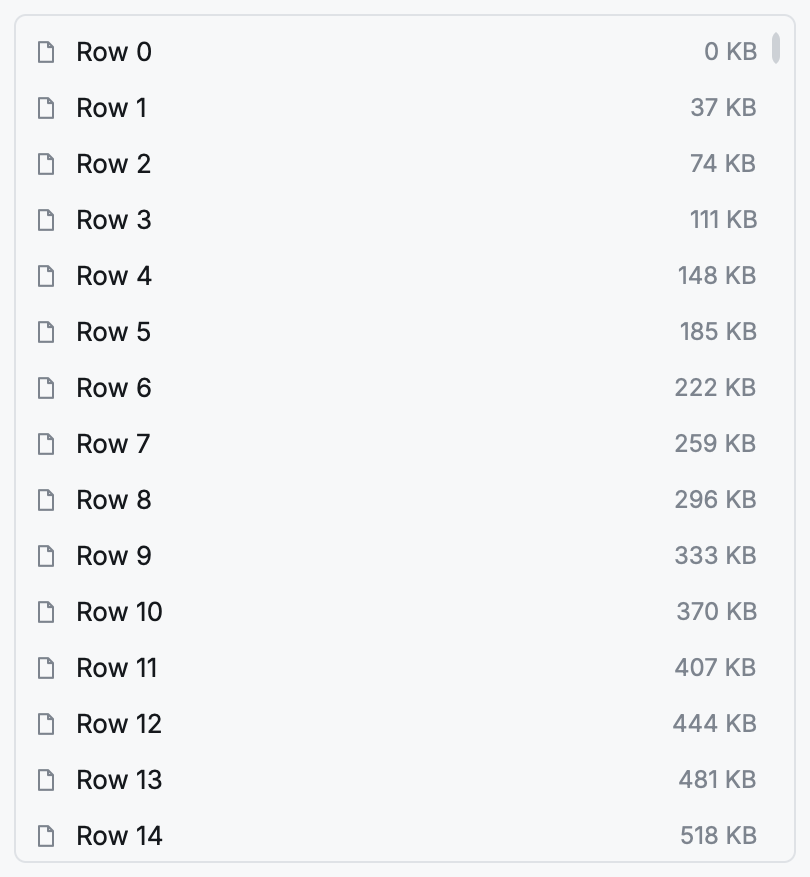 Row 0 0 KB
Row 1 37 KB
Row 2 74 KB
Row 3 111 KB
Row 4 148 KB
Row 5 185 KB
Row 6 222 KB
Row 7 259 KB
Row 8 296 KB
Row 9 333 KB
Row 10 370 KB
Row 11 407 KB
Row 12 444 KB
Row 13 481 KB
Row 14 518 KB